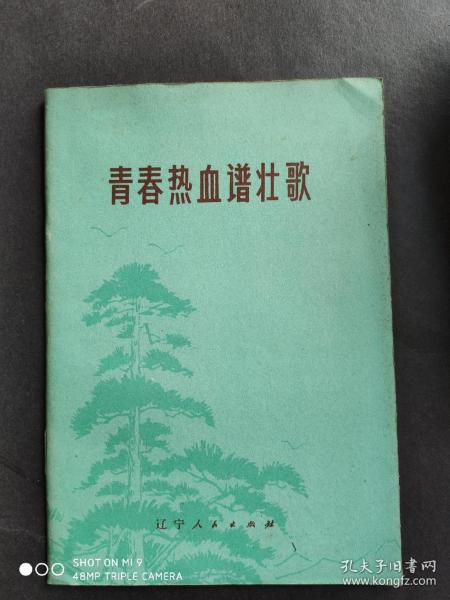 青春热血谱壮歌
辽宁人民出版社
SHOT ON MI 9
48MP TRIPLE CAMERA
孔夫子旧书网
www.kongfz.com